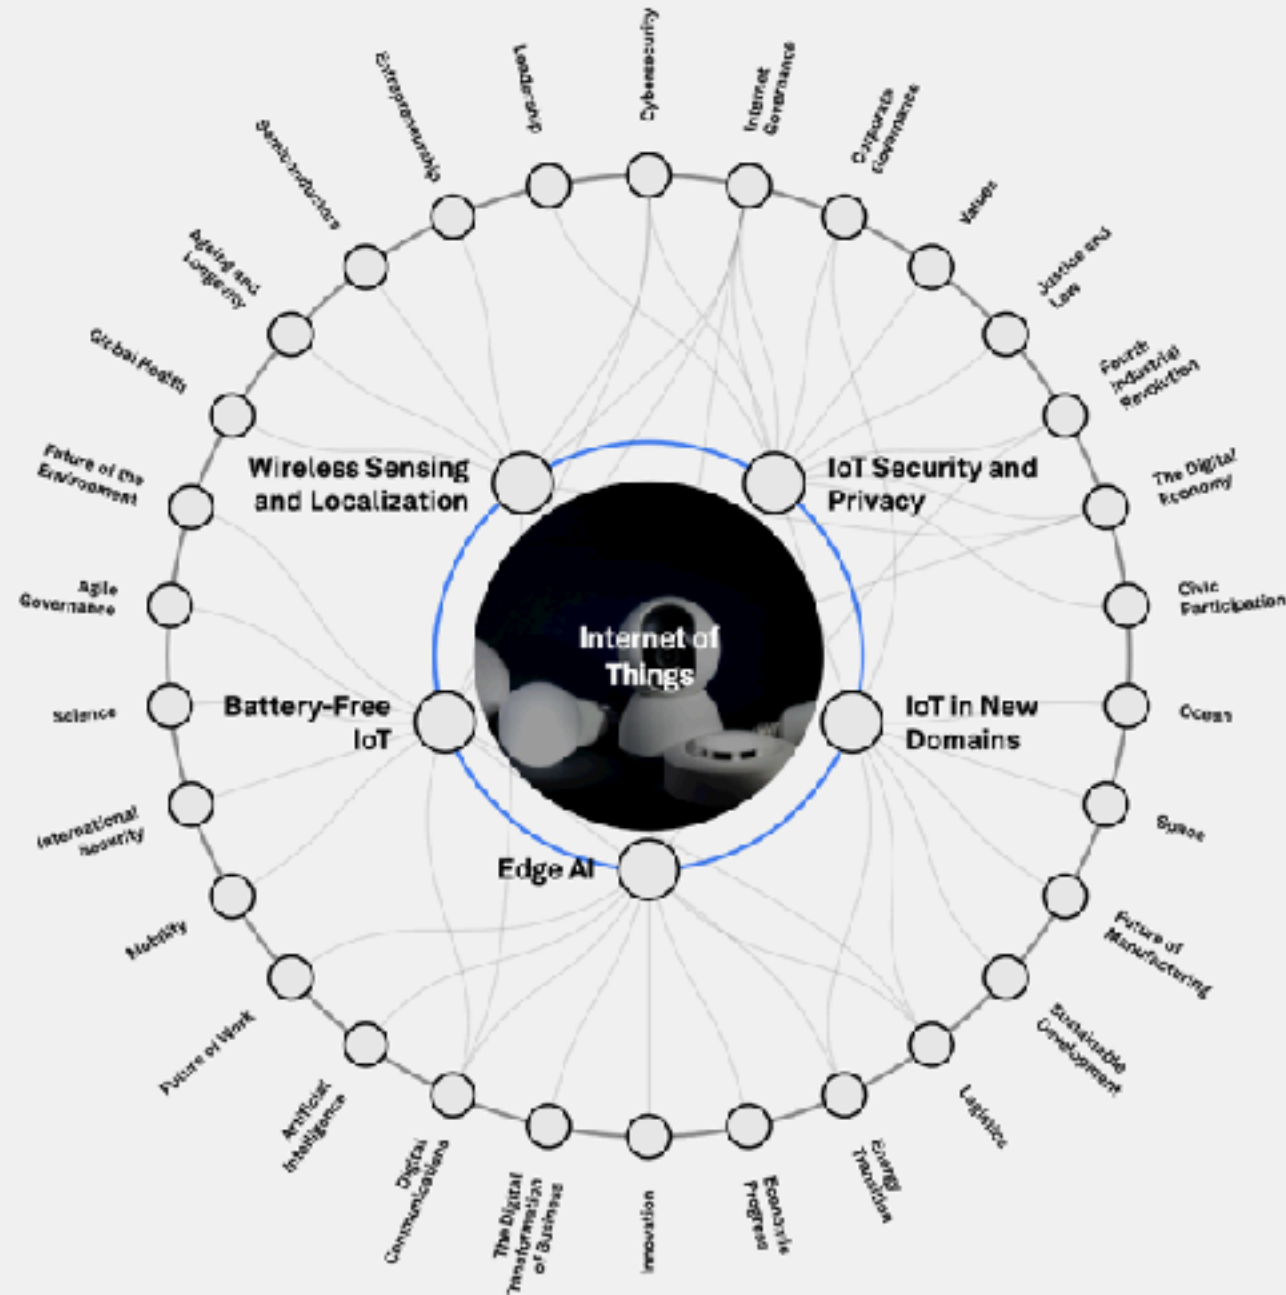 Internet of
Things
Wireless Sensing
and Localization
IoT Security and
Privacy
IoT in New
Domains
Edge AI
Battery-Free
IoT
Cybersecurity
Internet
Governance
Corporate
Governance
Values
Justice and
Law
Fourth
Industrial
Revolution
The Digital
Economy
Civic
Participation
Ocean
Space
Future of
Manufacturing
Sustainable
Development
Logistics
Energy
Transition
Economic
Progress
Innovation
The Digital
Transformation
of Business
Digital
Communications
Artificial
Intelligence
Future of Work
Mobility
International
Security
Science
Agile
Governance
Future of the
Environment
Global Health
Ageing and
Longevity
Semiconductors
Entrepreneurship
Leadership